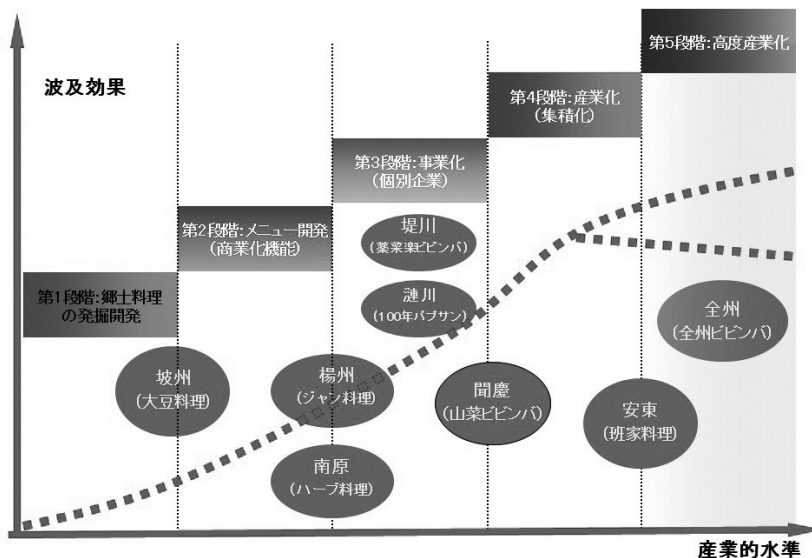 波及効果
第5段階:高度産業化
第4段階:産業化
(集積化)
第3段階:事業化
(個別企業)
第2段階:メニュー開発
(商業化機能)
第1段階:郷土料理
の発掘開発
堤川
(薬菜楽ビビンバ)
漣川
(100年バブサン)
坡州
(大豆料理)
楊州
(ジャン料理)
南原
(ハーブ料理)
聞慶
(山菜ビビンバ)
安東
(班家料理)
全州
(全州ビビンバ)
産業的水準